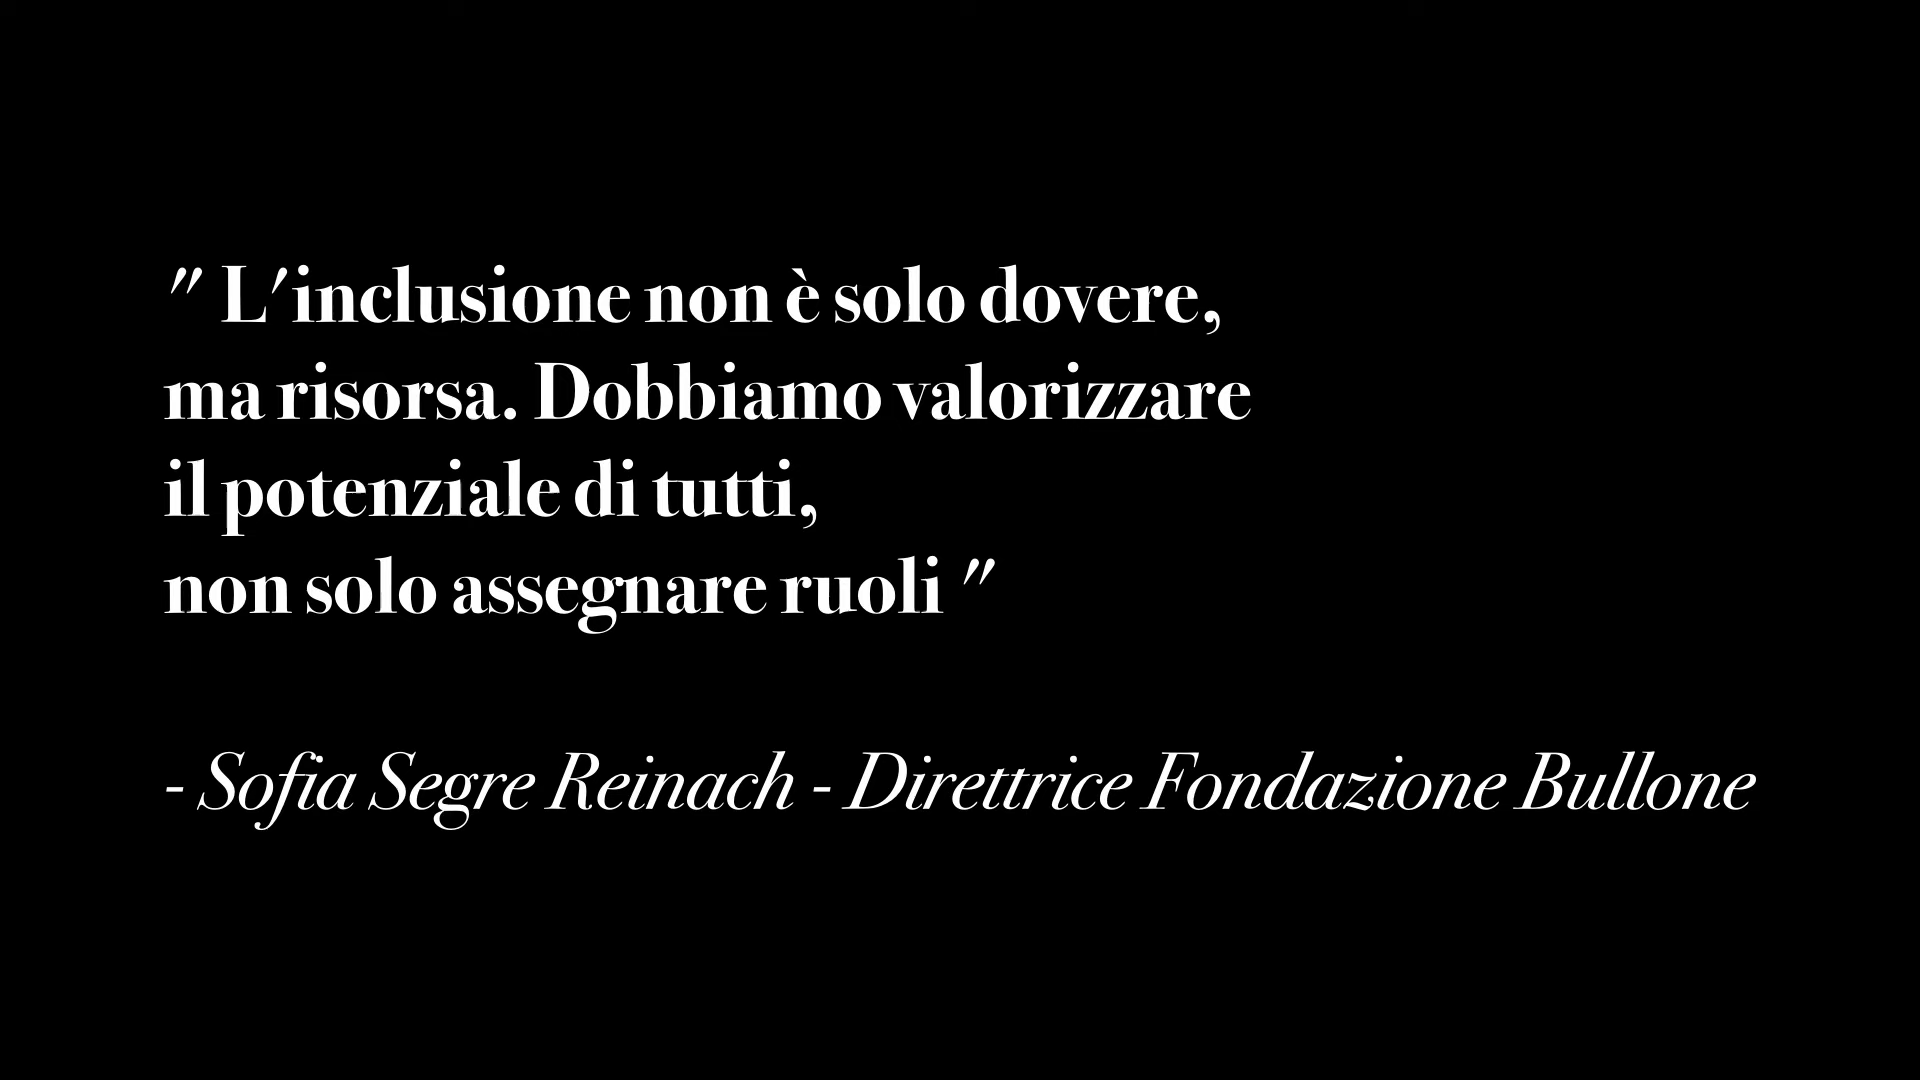 " L'inclusione non è solo dovere,
ma risorsa. Dobbiamo valorizzare
il potenziale di tutti,
non solo assegnare ruoli "
- Sofia Segre Reinach - Direttrice Fondazione Bullone